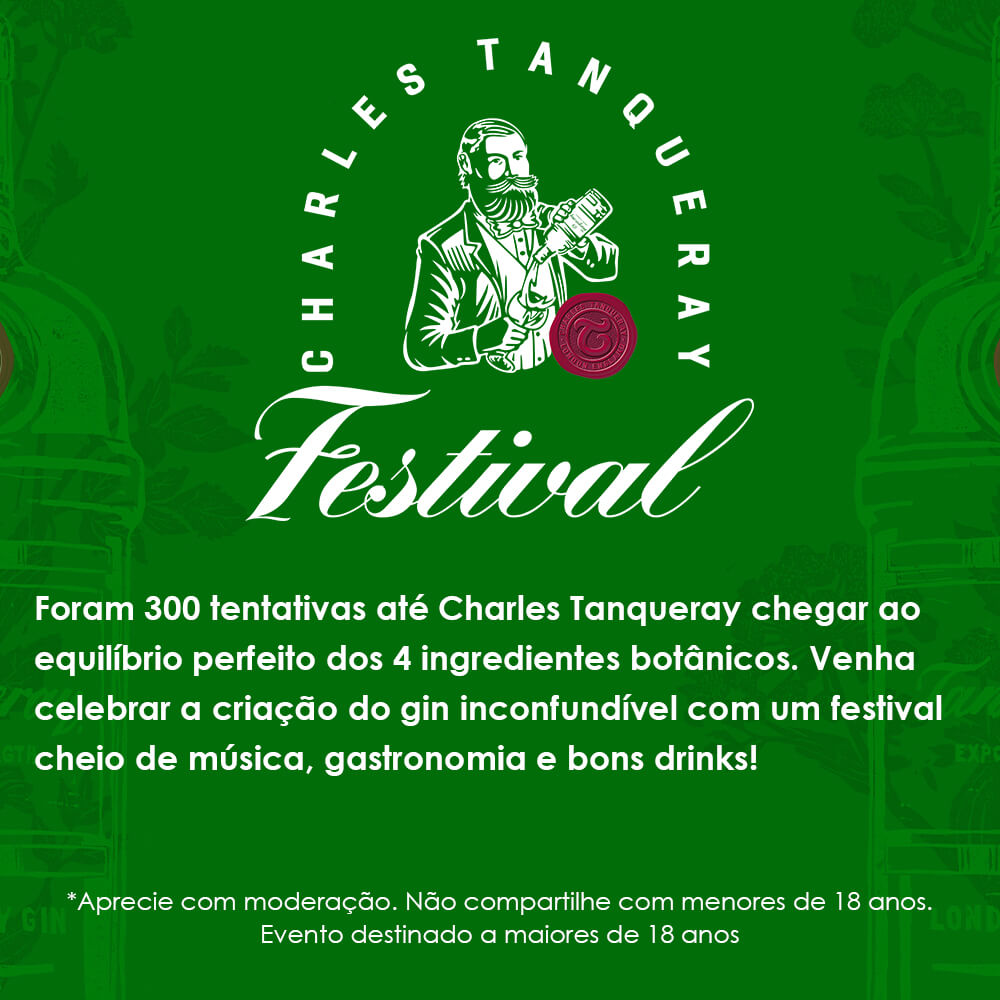 CHARLES TANQUERAY
Festival
Foram 300 tentativas até Charles Tanqueray chegar ao
equilíbrio perfeito dos 4 ingredientes botânicos. Venha
celebrar a criação do gin inconfundível com um festival
cheio de música, gastronomia e bons drinks!
*Aprecie com moderação. Não compartilhe com menores de 18 anos.
Evento destinado a maiores de 18 anos